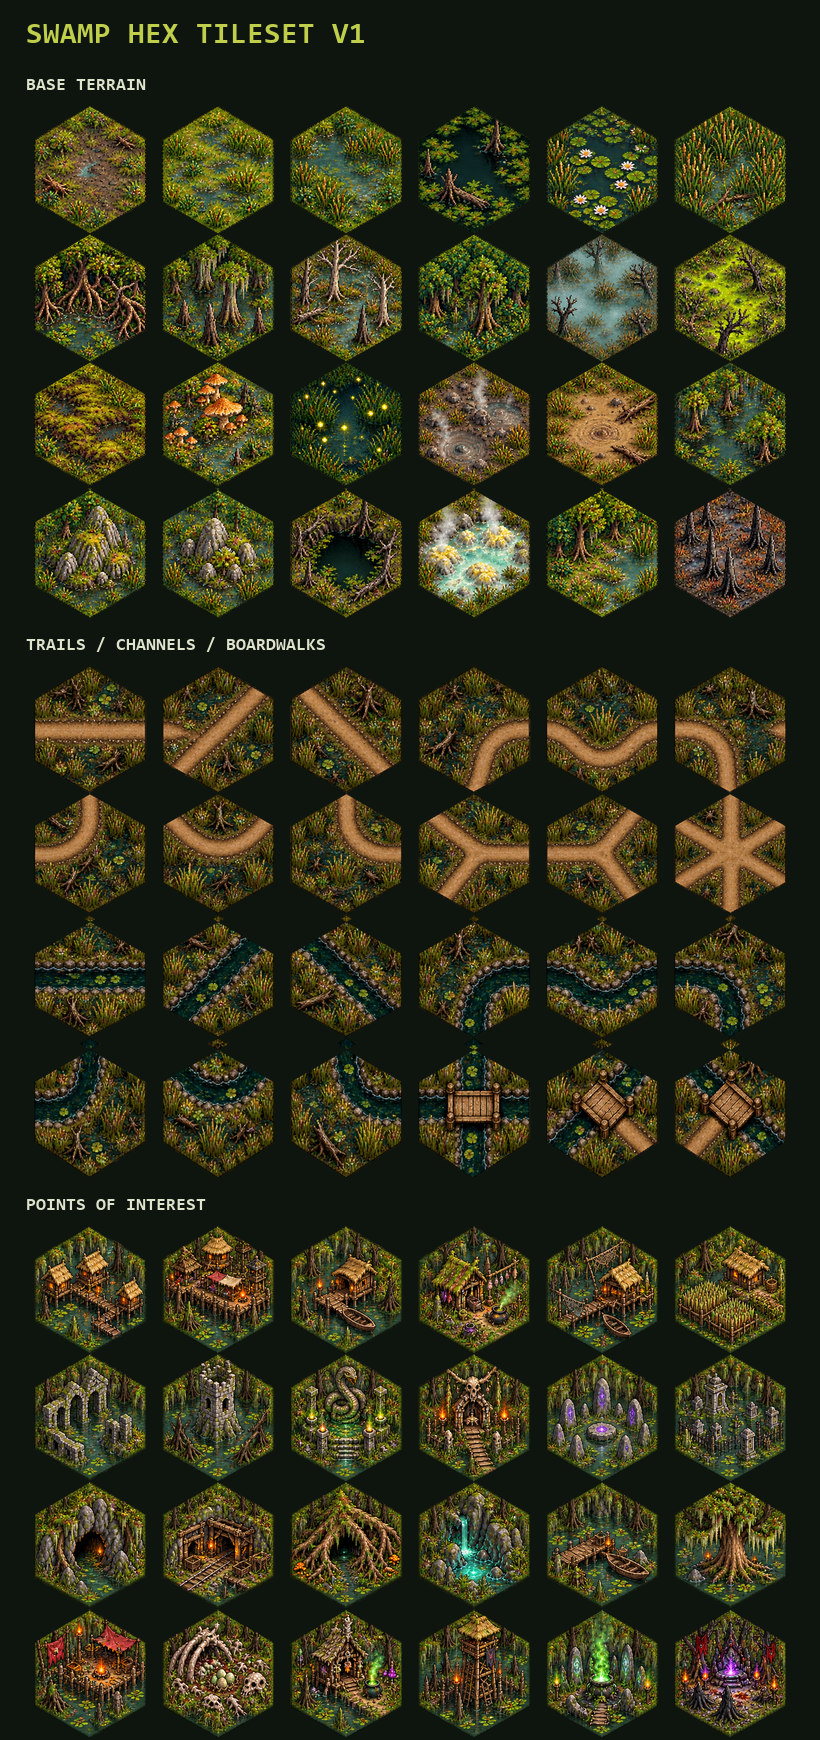 SWAMP HEX TILESET V1
BASE TERRAIN
TRAILS / CHANNELS / BOARDWALKS
POINTS OF INTEREST